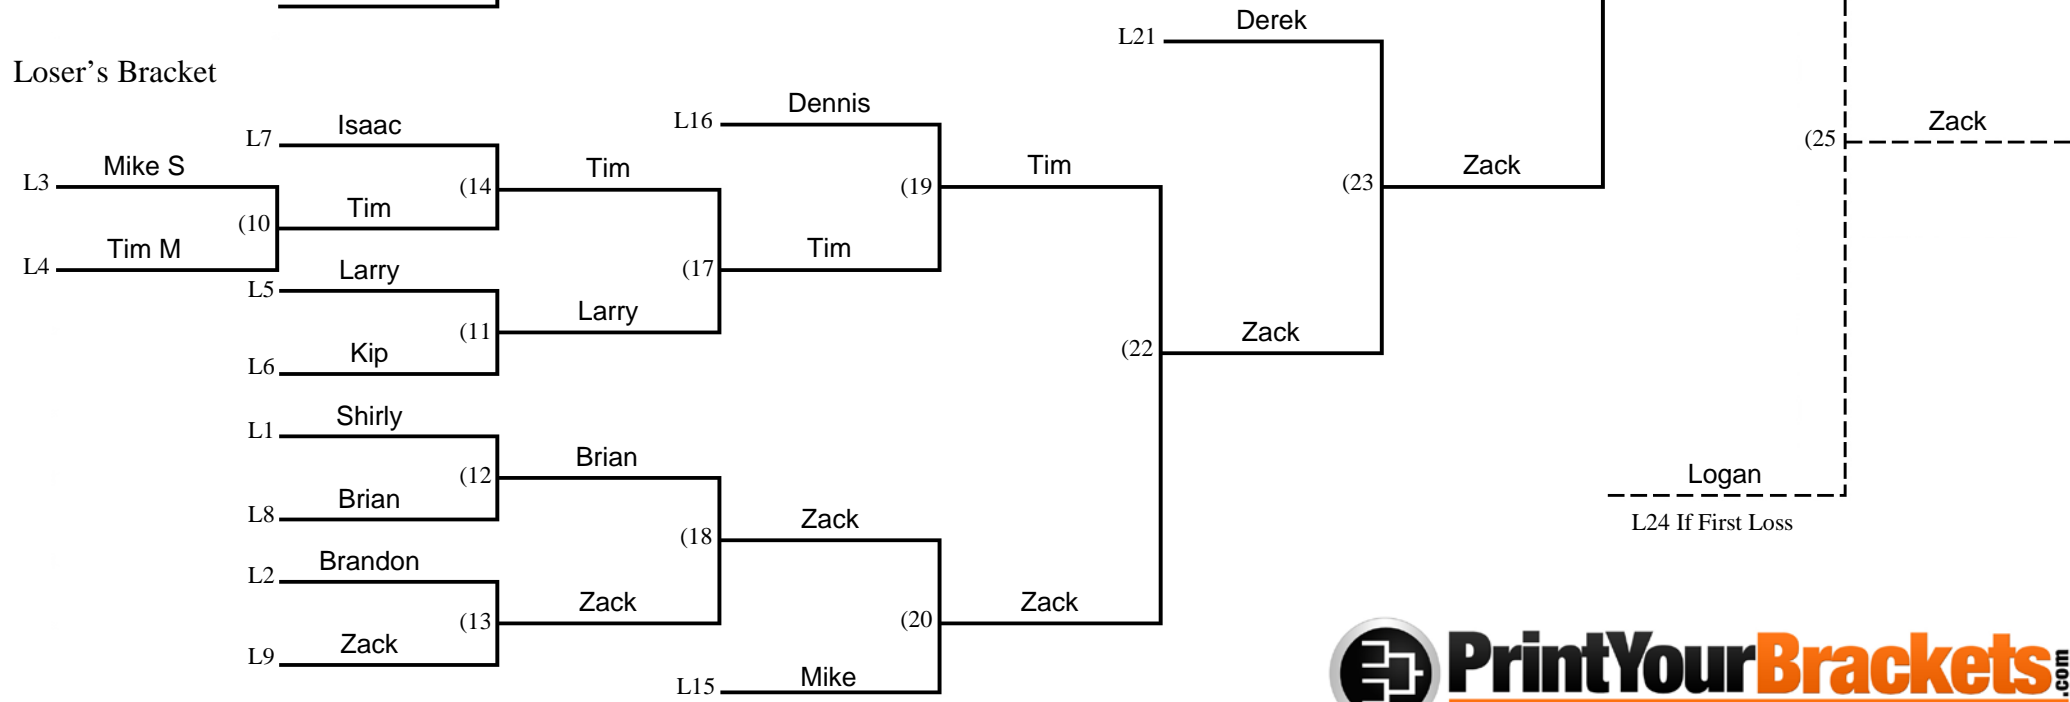 Derek
L21
Loser's Bracket
Dennis
L16
Zack
(25
Isaac
L7
Mike S
L3
Tim
(14
Tim
(19
Zack
(23
Tim
(10
Tim M
L4
Tim
(17
Larry
L5
Larry
(11
Kip
L6
Zack
(22
Shirly
L1
Brian
(12
Logan
L24 If First Loss
Brian
L8
Zack
(18
Brandon
L2
Zack
(13
Zack
(20
Zack
L9
Mike
L15
PrintYourBrackets.com